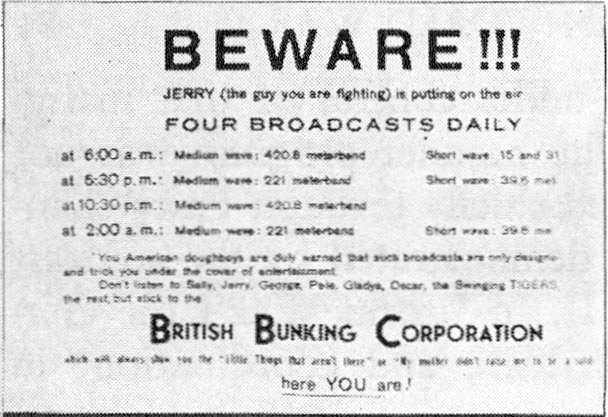 BEWARE!!!
JERRY (the guy you are fighting) is putting on the air
FOUR BROADCASTS DAILY
at 6:00 a.m.: Medium wave: 420.8 meterband Short wave: 15 and 31
at 6:30 p.m.: Medium wave: 221 meterband Short wave: 39.6 met
at 10:30 p.m.: Medium wave: 420.8 meterband
at 2:00 a.m.: Medium wave: 221 meterband Short wave: 39.6 me
You American doughboys are duly warned that such broadcasts are only designe
and trick you under the cover of entertainment.
Don't listen to Sally, Jerry, George, Pete, Gladys, Oscar, the Swinging TIGERS
the rest, but stick to the
BRITISH BUNKING CORPORATION
which will always show you the "Little Things that aren't there" or "My mother didn't raise me to be a sold
here YOU are!